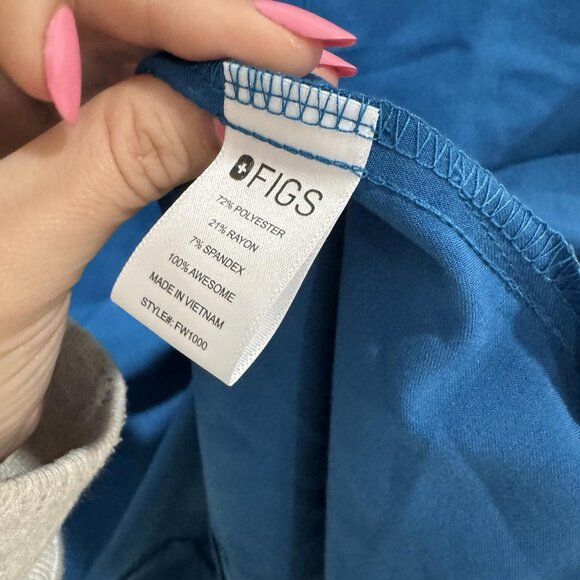 FIGS
72% POLYESTER
21% RAYON
7% SPANDEX
100% AWESOME
MADE IN VIETNAM
STYLE#: FW1000